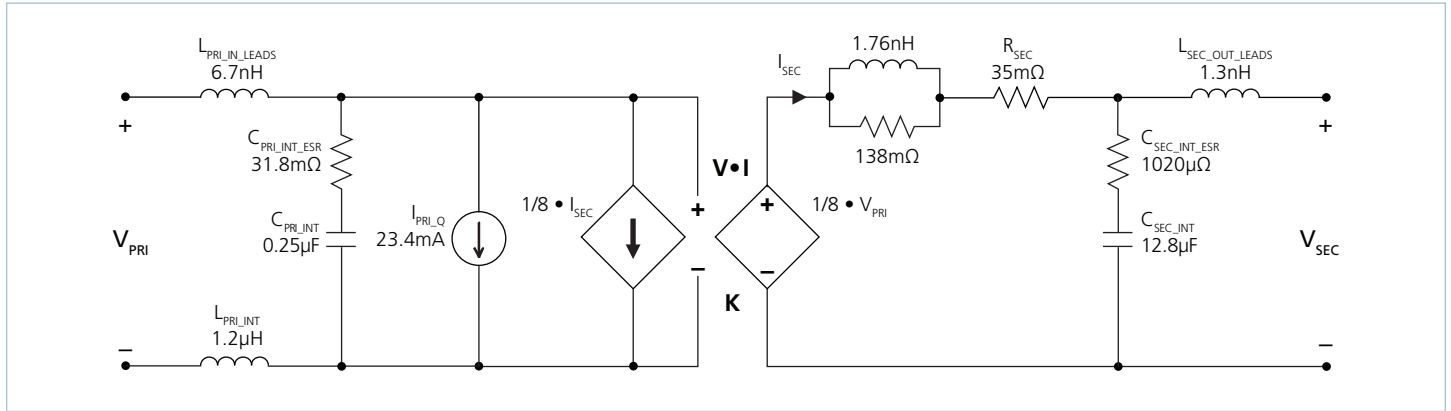 L_PRI_IN_LEADS
6.7nH
+
C_PRI_INT_ESR
31.8mΩ
C_PRI_INT
0.25µF
V_PRI
I_PRI_Q
23.4mA
1/8 • I_SEC
L_PRI_INT
1.2µH
–
+
–
V•I
K
+
–
1/8 • V_PRI
I_SEC
1.76nH
138mΩ
R_SEC
35mΩ
L_SEC_OUT_LEADS
1.3nH
+
C_SEC_INT_ESR
1020µΩ
C_SEC_INT
12.8µF
V_SEC
–